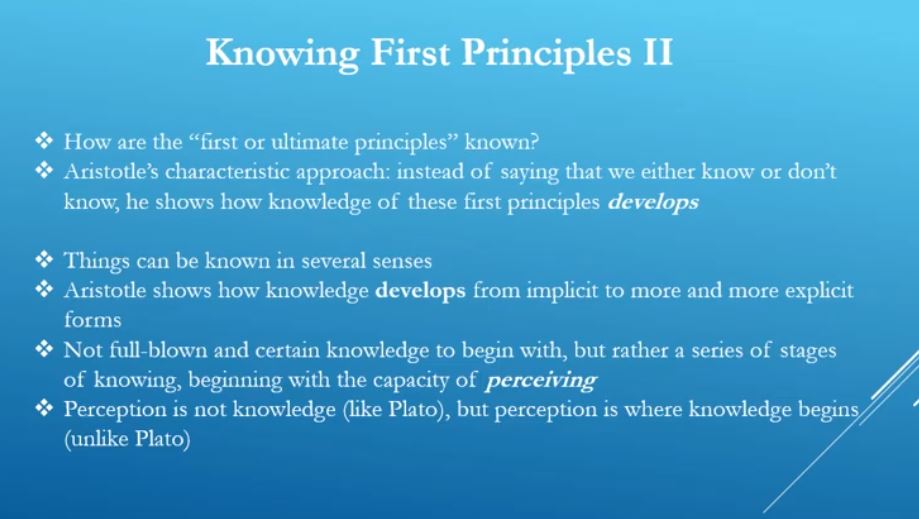 Knowing First Principles II
❖ How are the “first or ultimate principles” known?
❖ Aristotle’s characteristic approach: instead of saying that we either know or don’t
know, he shows how knowledge of these first principles develops
❖ Things can be known in several senses
❖ Aristotle shows how knowledge develops from implicit to more and more explicit
forms
❖ Not full-blown and certain knowledge to begin with, but rather a series of stages
of knowing, beginning with the capacity of perceiving
❖ Perception is not knowledge (like Plato), but perception is where knowledge begins
(unlike Plato)